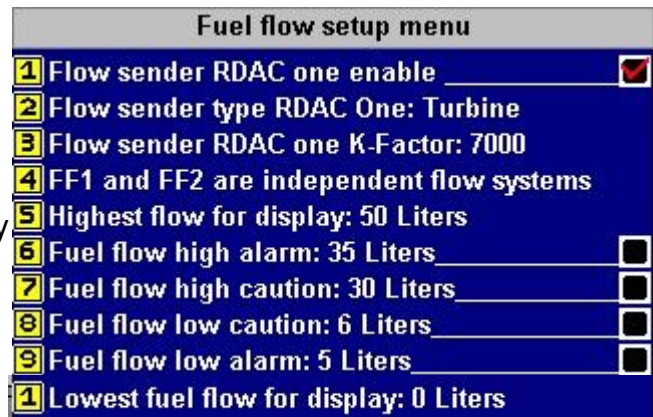 Fuel flow setup menu
1 Flow sender RDAC one enable
2 Flow sender type RDAC One: Turbine
3 Flow sender RDAC one K-Factor: 7000
4 FF1 and FF2 are independent flow systems
5 Highest flow for display: 50 Liters
6 Fuel flow high alarm: 35 Liters
7 Fuel flow high caution: 30 Liters
8 Fuel flow low caution: 6 Liters
9 Fuel flow low alarm: 5 Liters
1 Lowest fuel flow for display: 0 Liters